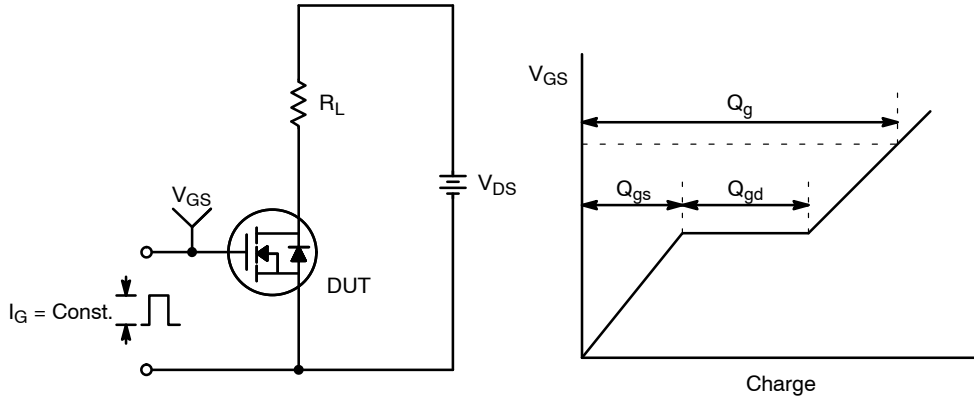 R_L
V_GS
V_DS
DUT
I_G = Const.
V_GS
Q_g
Q_gs
Q_gd
Charge